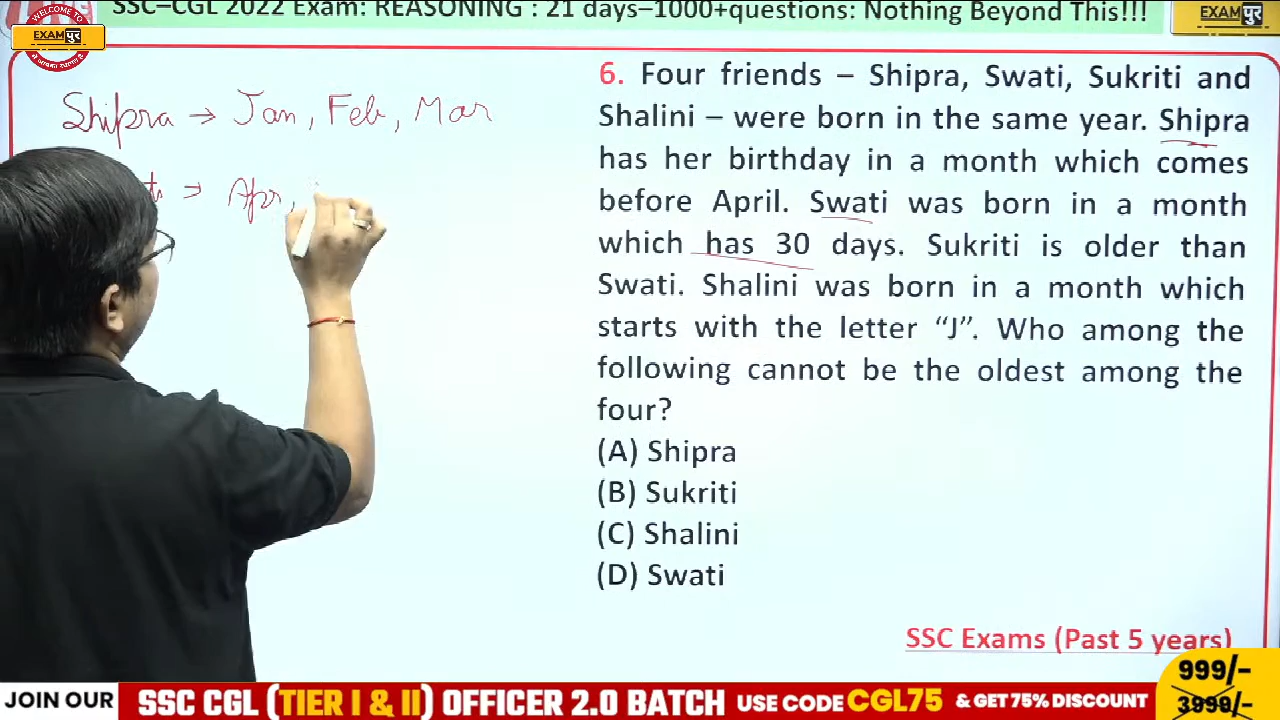 SSC–CGL 2022 Exam: REASONING : 21 days–1000+questions: Nothing Beyond This!!!
WELCOME TO
EXAMपुर
EXAMपुर
Shipra → Jan, Feb, Mar
→ Apr,
6. Four friends – Shipra, Swati, Sukriti and
Shalini – were born in the same year. Shipra
has her birthday in a month which comes
before April. Swati was born in a month
which has 30 days. Sukriti is older than
Swati. Shalini was born in a month which
starts with the letter “J”. Who among the
following cannot be the oldest among the
four?
(A) Shipra
(B) Sukriti
(C) Shalini
(D) Swati
SSC Exams (Past 5 years)
JOIN OUR SSC CGL (TIER I & II) OFFICER 2.0 BATCH USE CODE CGL75 & GET 75% DISCOUNT
999/-
3999/-